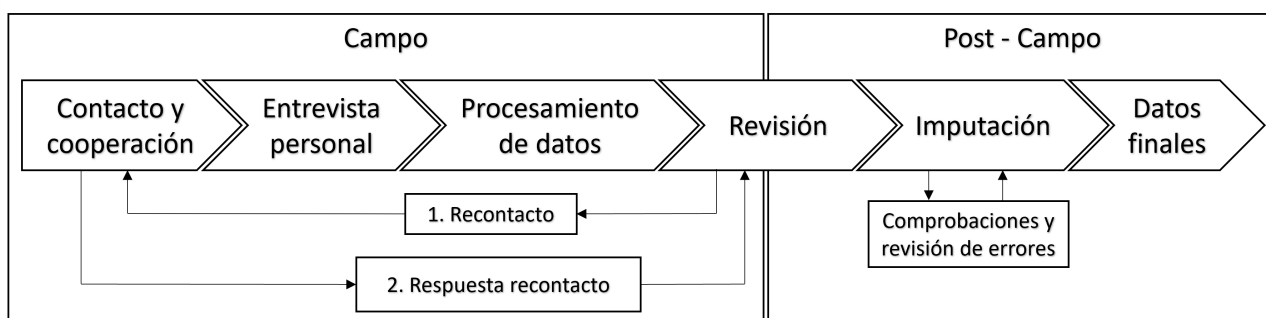 Campo
Post - Campo
Contacto y
cooperación
Entrevista
personal
Procesamiento
de datos
Revisión
Imputación
Datos
finales
1. Recontacto
2. Respuesta recontacto
Comprobaciones y
revisión de errores